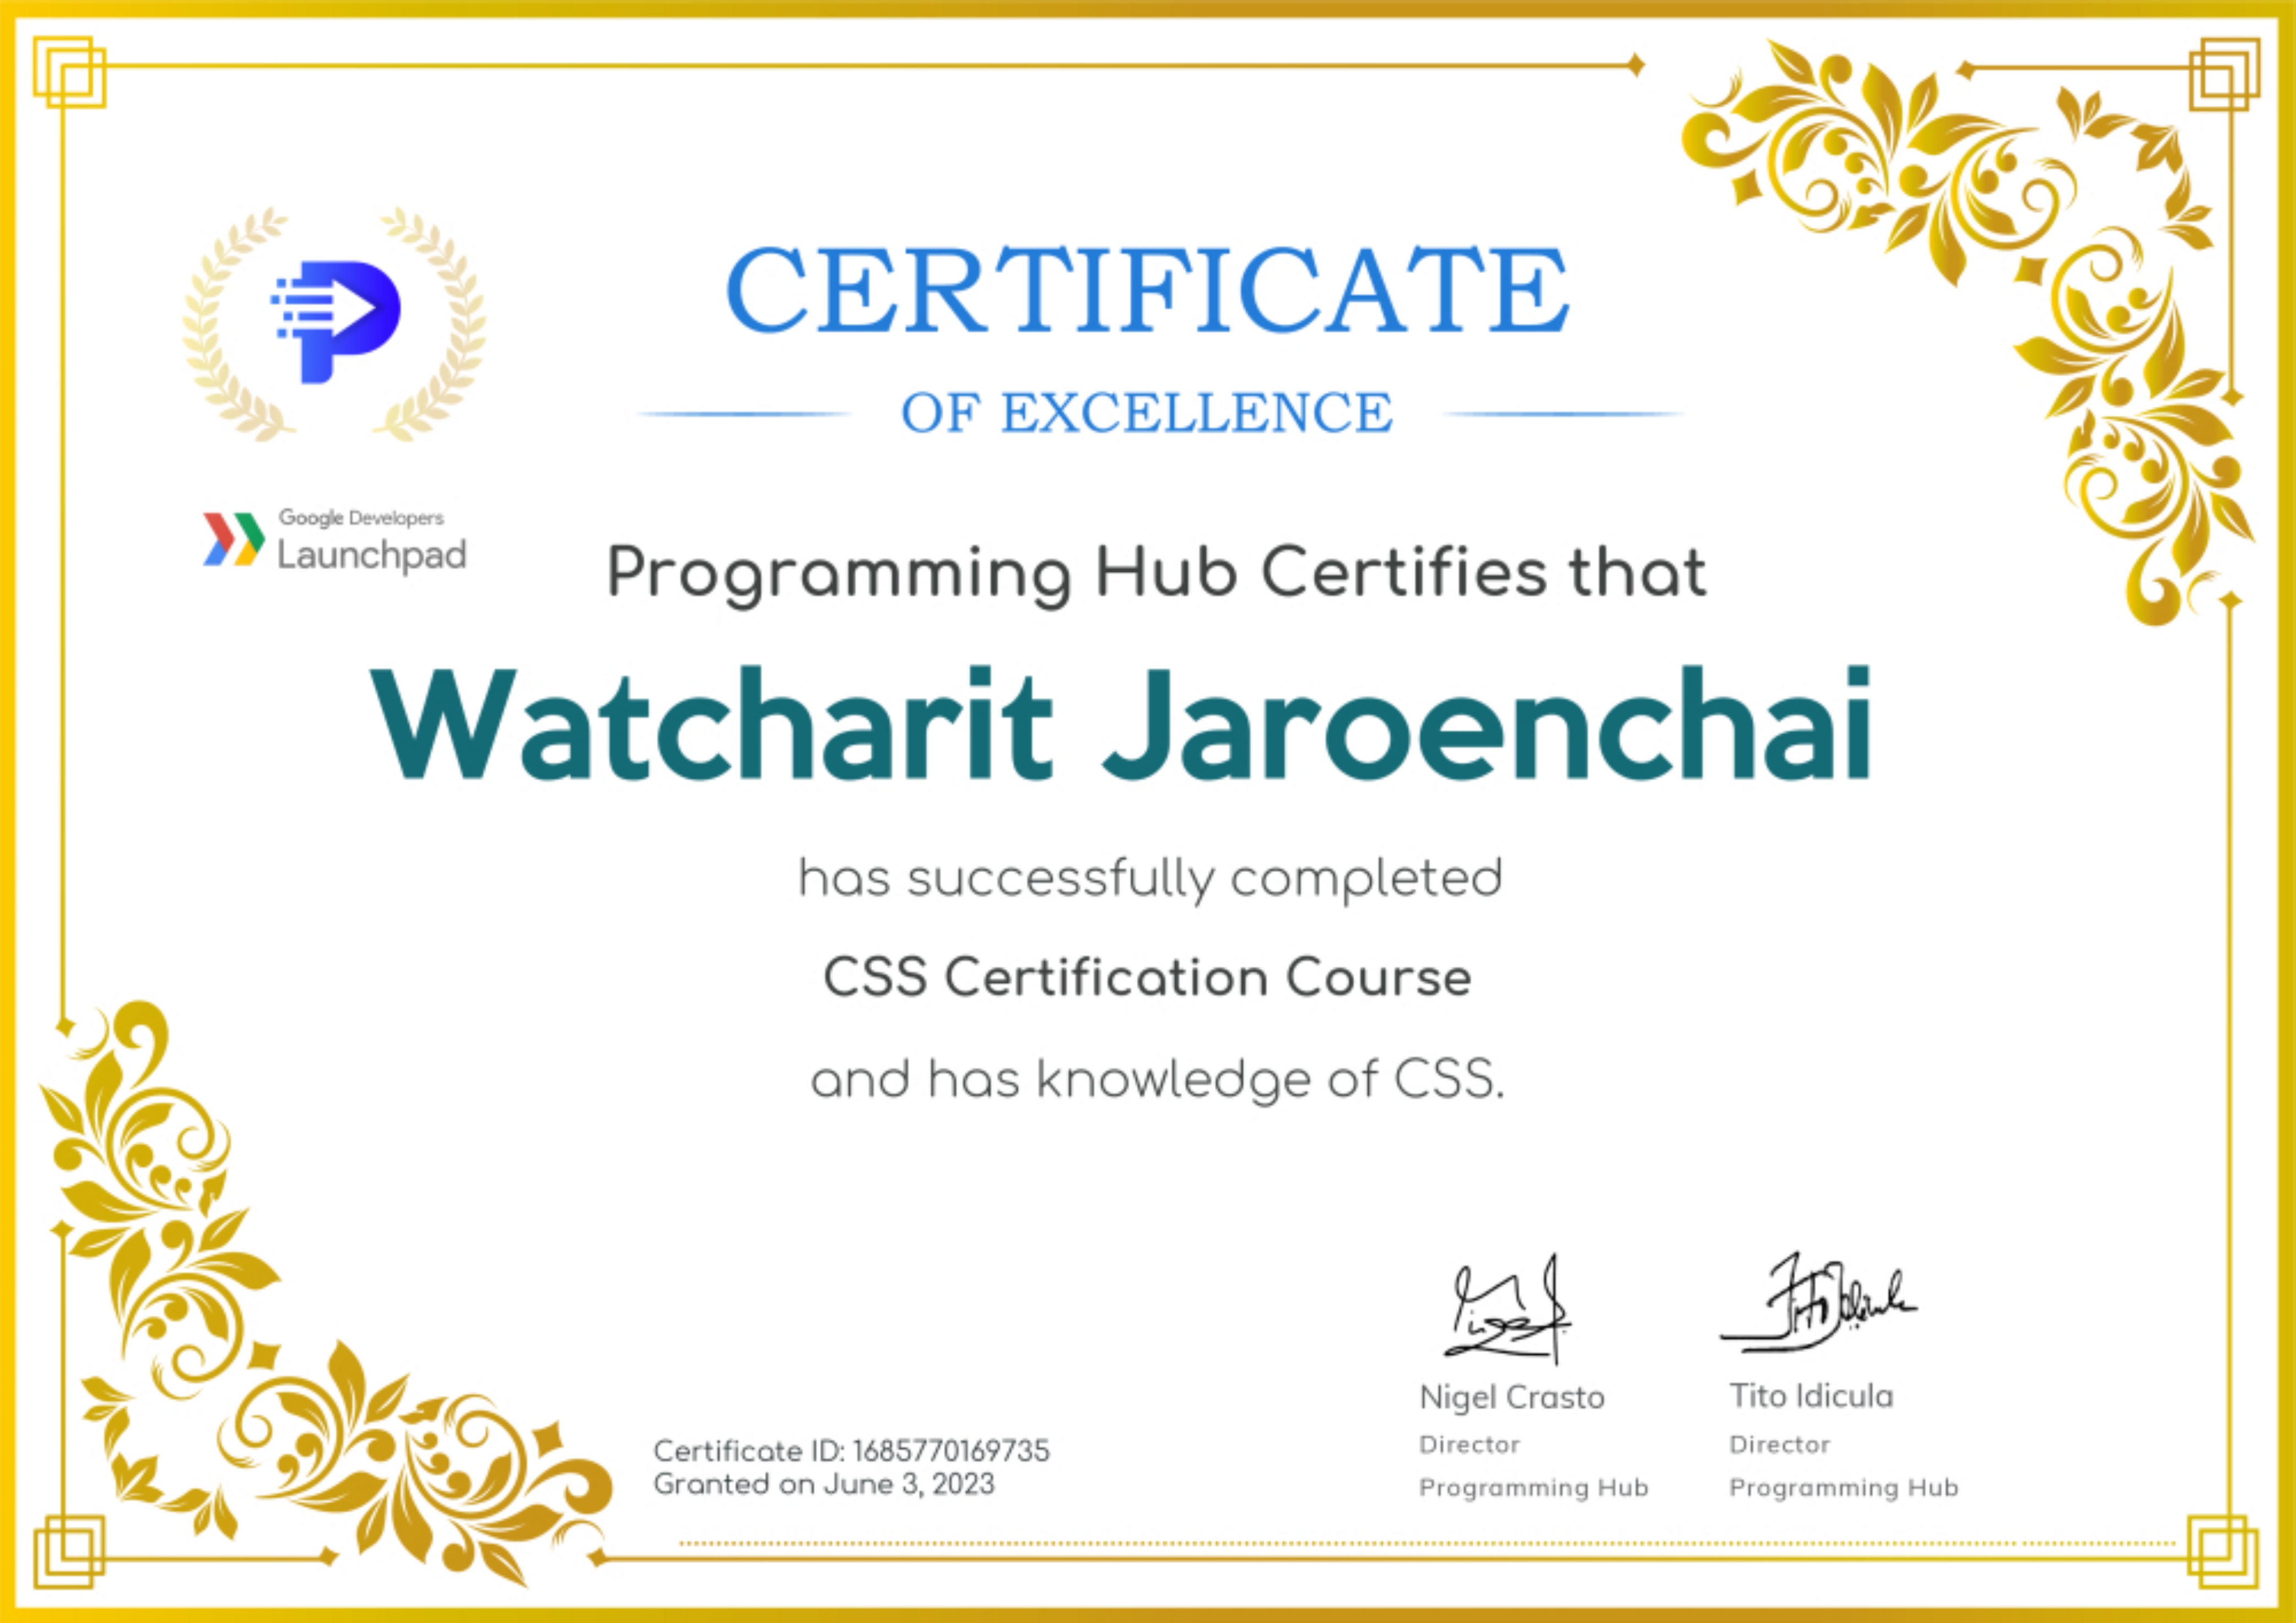 CERTIFICATE
OF EXCELLENCE
Google Developers
Launchpad
Programming Hub Certifies that
Watcharit Jaroenchai
has successfully completed
CSS Certification Course
and has knowledge of CSS.
Certificate ID: 1685770169735
Granted on June 3, 2023
Nigel Crasto
Director
Programming Hub
Tito Idicula
Director
Programming Hub